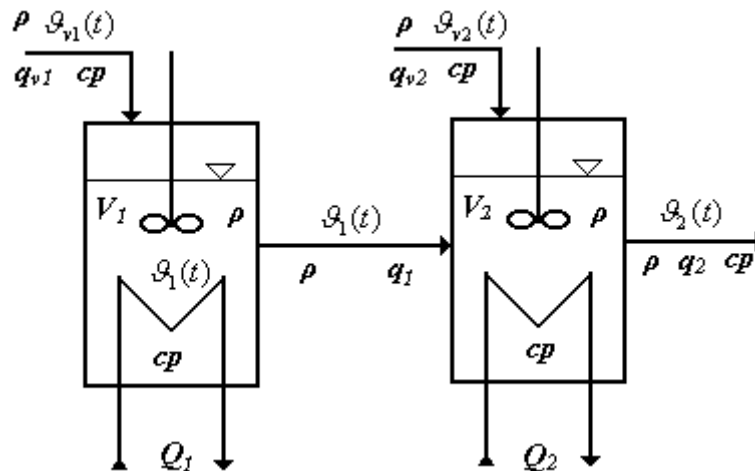 ρ ϑv1(t)
qv1 cp
ρ ϑv2(t)
qv2 cp
V1 ρ
ϑ1(t)
ρ q1
V2 ρ
ϑ2(t)
ρ q2 cp
ϑ1(t)
cp
cp
Q1
Q2